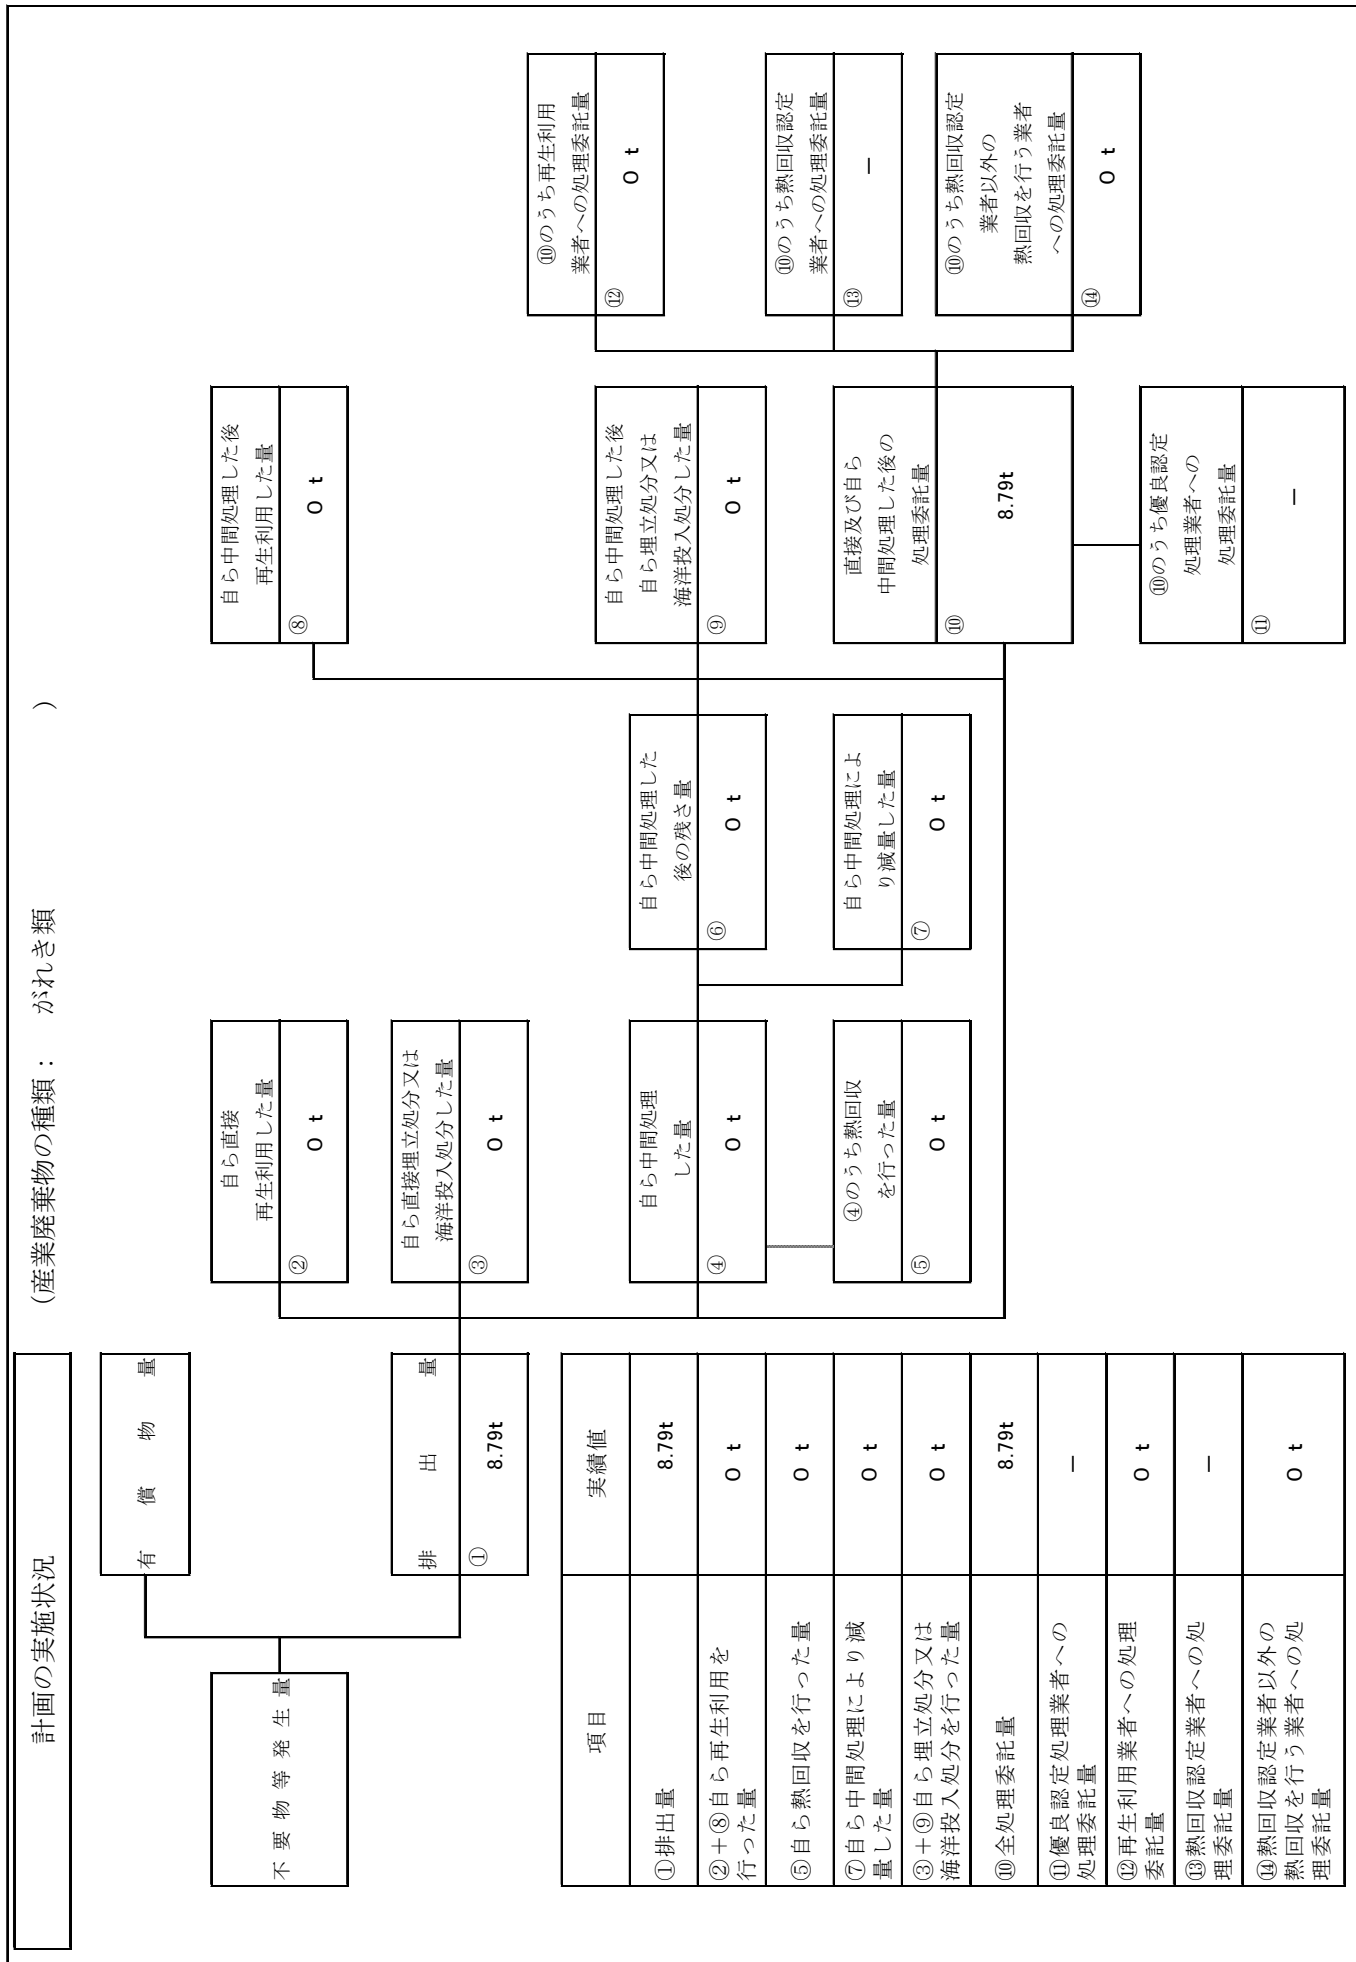 計画の実施状況
（産業廃棄物の種類： がれき類 ）
不要物等発生量
有償物量
排出量
① 8.79t
自ら直接
再生利用した量
② 0 t
自ら直接埋立処分又は
海洋投入処分した量
③ 0 t
自ら中間処理
した量
④ 0 t
④のうち熱回収
を行った量
⑤ 0 t
自ら中間処理した
後の残さ量
⑥ 0 t
自ら中間処理によ
り減量した量
⑦ 0 t
自ら中間処理した後
再生利用した量
⑧ 0 t
自ら中間処理した後
自ら埋立処分又は
海洋投入処分した量
⑨ 0 t
直接及び自ら
中間処理した後の
処理委託量
⑩ 8.79t
⑩のうち優良認定
処理業者への
処理委託量
⑪ －
⑩のうち再生利用
業者への処理委託量
⑫ 0 t
⑩のうち熱回収認定
業者への処理委託量
⑬ －
⑩のうち熱回収認定
業者以外の
熱回収を行う業者
への処理委託量
⑭ 0 t
項目 実績値
①排出量 8.79t
②＋⑧自ら再生利用を
行った量 0 t
⑤自ら熱回収を行った量 0 t
⑦自ら中間処理により減
量した量 0 t
③＋⑨自ら埋立処分又は
海洋投入処分を行った量 0 t
⑩全処理委託量 8.79t
⑪優良認定処理業者への
処理委託量 －
⑫再生利用業者への処理
委託量 0 t
⑬熱回収認定業者への処
理委託量 －
⑭熱回収認定業者以外の
熱回収を行う業者への処
理委託量 0 t